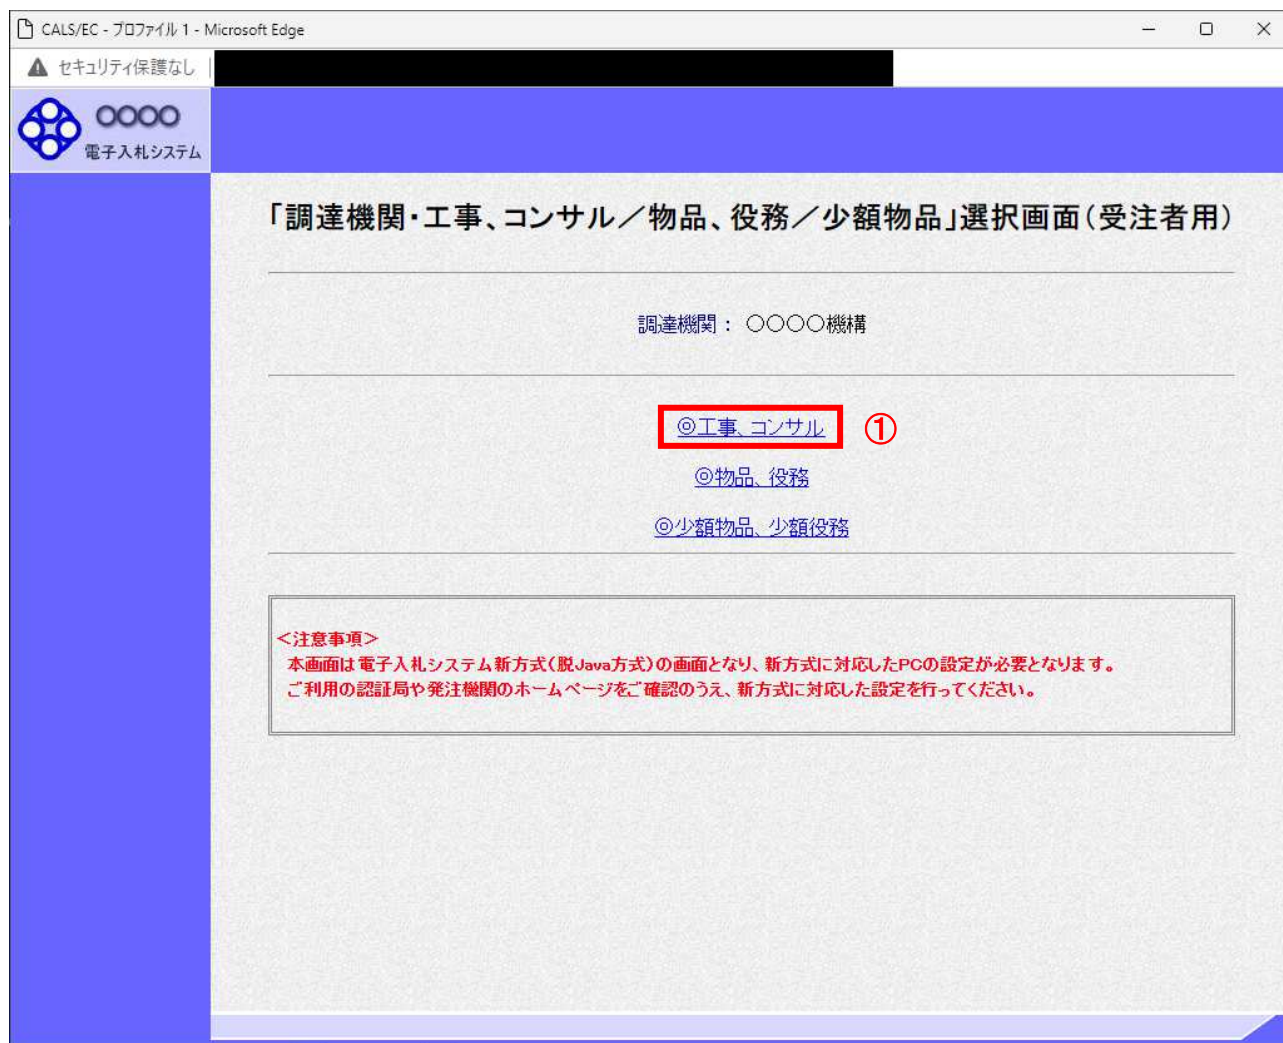 CALS/EC - プロファイル 1 - Microsoft Edge
セキュリティ保護なし
○○○○
電子入札システム
「調達機関・工事、コンサル／物品、役務／少額物品」選択画面（受注者用）
調達機関： ○○○○機構
◎工事、コンサル
①
◎物品、役務
◎少額物品、少額役務
＜注意事項＞
本画面は電子入札システム新方式（脱Java方式）の画面となり、新方式に対応したPCの設定が必要となります。
ご利用の認証局や発注機関のホームページをご確認のうえ、新方式に対応した設定を行ってください。